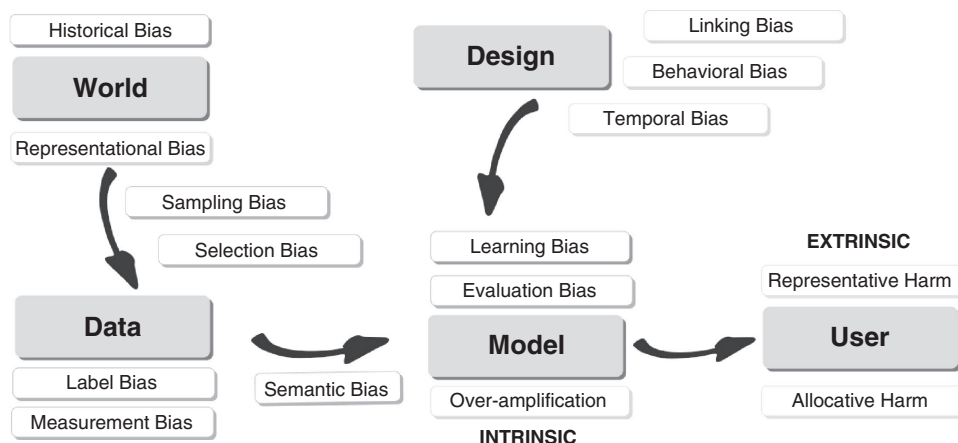 Historical Bias
World
Representational Bias
Sampling Bias
Selection Bias
Data
Label Bias
Measurement Bias
Semantic Bias
Design
Linking Bias
Behavioral Bias
Temporal Bias
Learning Bias
Evaluation Bias
Model
Over-amplification
INTRINSIC
EXTRINSIC
Representative Harm
User
Allocative Harm